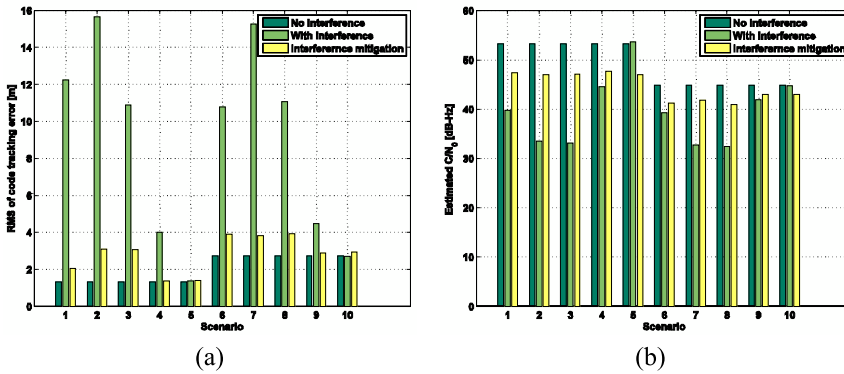 RMS of code tracking error [m]
16
14
12
10
8
6
4
2
0
1 2 3 4 5 6 7 8 9 10
Scenario
No Interference
With Interference
Interferernce mitigation
(a)
Estimated C/N0 [dB-Hz]
60
50
40
30
20
10
0
1 2 3 4 5 6 7 8 9 10
Scenario
No Interference
With Interference
Interferernce mitigation
(b)